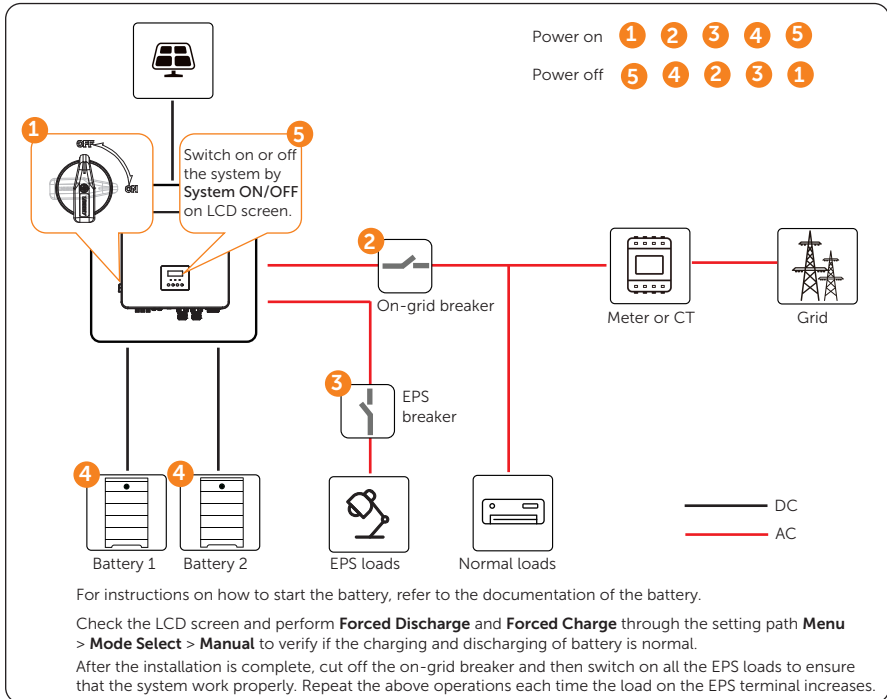 Power on 1 2 3 4 5
Power off 5 4 2 3 1
1
OFF
ON
5
Switch on or off
the system by
System ON/OFF
on LCD screen.
2
On-grid breaker
Meter or CT
Grid
3
EPS
breaker
4
4
Battery 1
Battery 2
EPS loads
Normal loads
DC
AC
For instructions on how to start the battery, refer to the documentation of the battery.
Check the LCD screen and perform Forced Discharge and Forced Charge through the setting path Menu
> Mode Select > Manual to verify if the charging and discharging of battery is normal.
After the installation is complete, cut off the on-grid breaker and then switch on all the EPS loads to ensure
that the system work properly. Repeat the above operations each time the load on the EPS terminal increases.